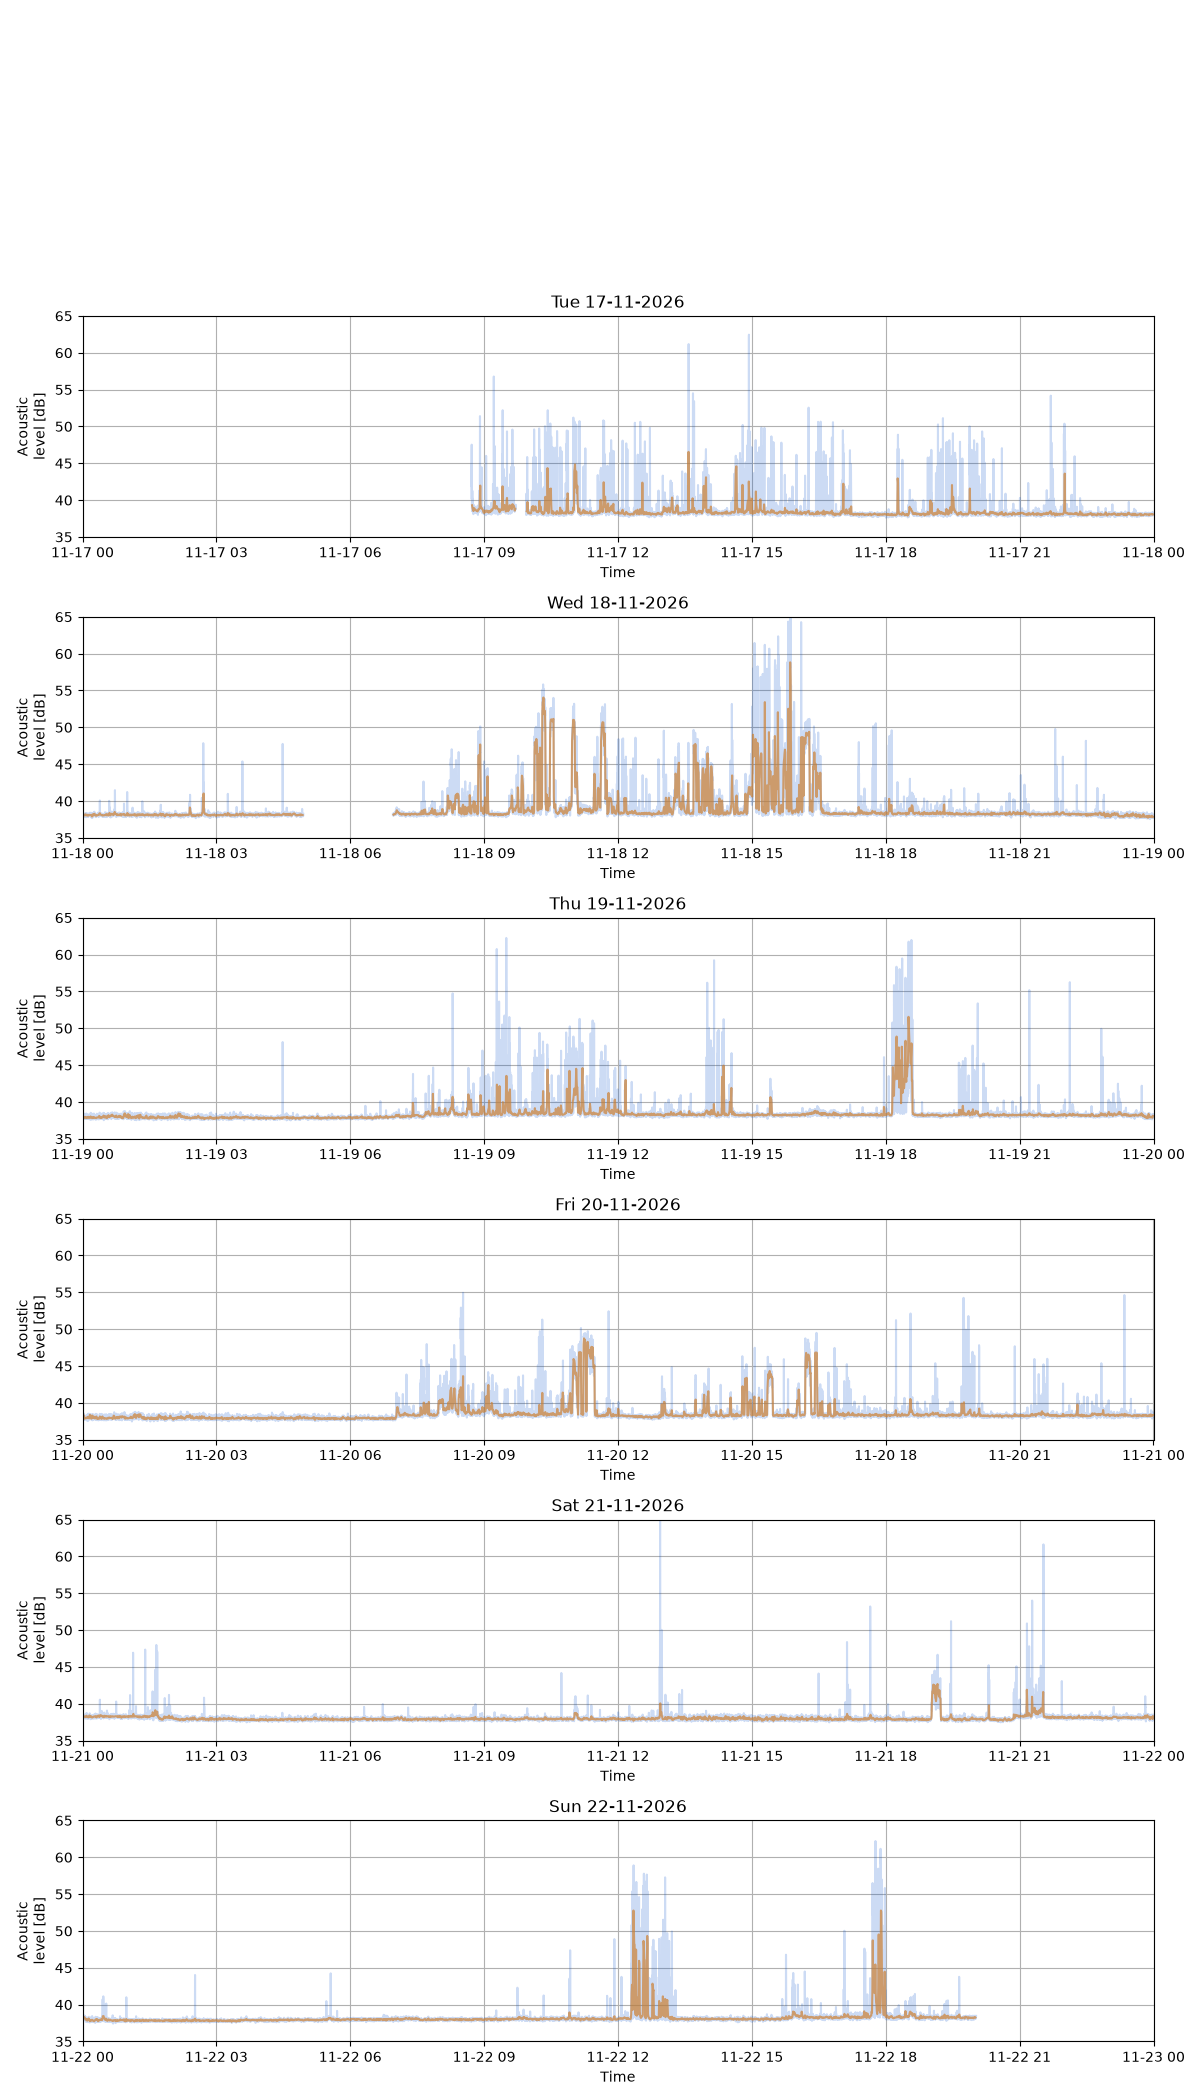 Tue 17-11-2026
Acoustic
level [dB]
65
60
55
50
45
40
35
11-17 00 11-17 03 11-17 06 11-17 09 11-17 12 11-17 15 11-17 18 11-17 21 11-18 00
Time
Wed 18-11-2026
Acoustic
level [dB]
65
60
55
50
45
40
35
11-18 00 11-18 03 11-18 06 11-18 09 11-18 12 11-18 15 11-18 18 11-18 21 11-19 00
Time
Thu 19-11-2026
Acoustic
level [dB]
65
60
55
50
45
40
35
11-19 00 11-19 03 11-19 06 11-19 09 11-19 12 11-19 15 11-19 18 11-19 21 11-20 00
Time
Fri 20-11-2026
Acoustic
level [dB]
65
60
55
50
45
40
35
11-20 00 11-20 03 11-20 06 11-20 09 11-20 12 11-20 15 11-20 18 11-20 21 11-21 00
Time
Sat 21-11-2026
Acoustic
level [dB]
65
60
55
50
45
40
35
11-21 00 11-21 03 11-21 06 11-21 09 11-21 12 11-21 15 11-21 18 11-21 21 11-22 00
Time
Sun 22-11-2026
Acoustic
level [dB]
65
60
55
50
45
40
35
11-22 00 11-22 03 11-22 06 11-22 09 11-22 12 11-22 15 11-22 18 11-22 21 11-23 00
Time